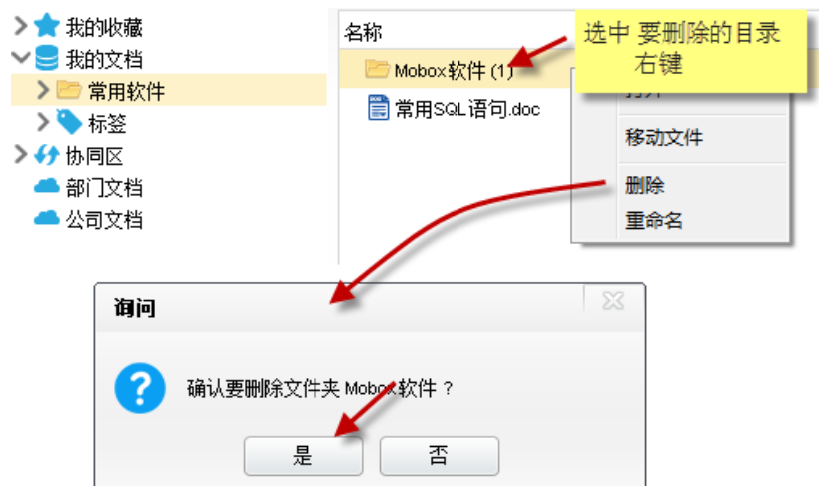 我的收藏
我的文档
常用软件
标签
协同区
部门文档
公司文档
名称
Mobox软件 (1)
常用SQL语句.doc
选中 要删除的目录
右键
打开
移动文件
删除
重命名
询问
确认要删除文件夹 Mobox软件 ?
是
否